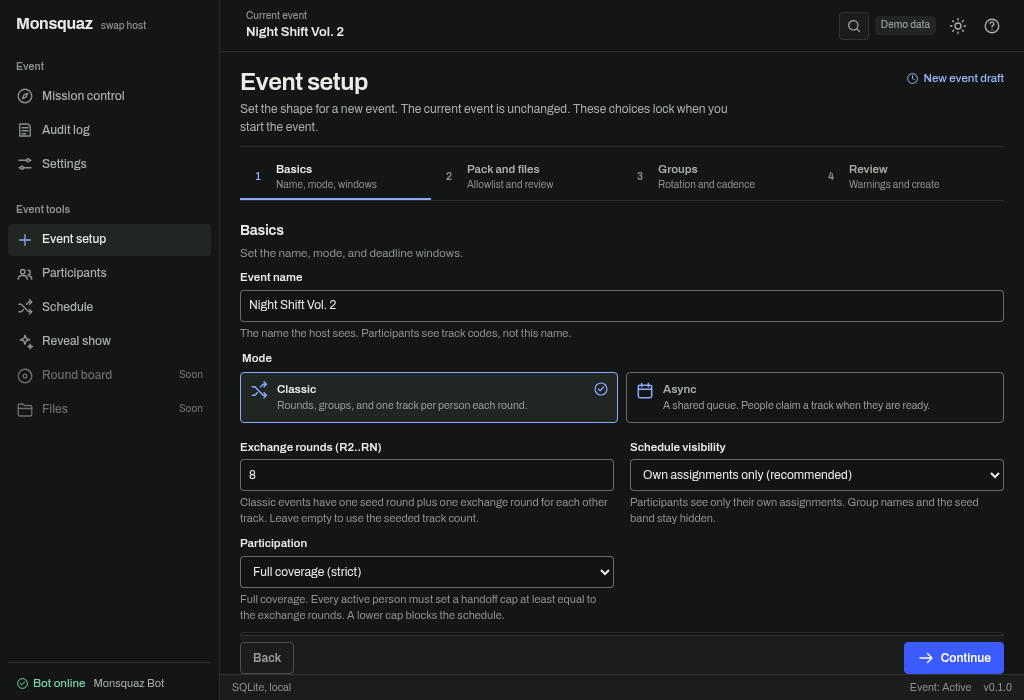 Monsquaz swap host
Event
Mission control
Audit log
Settings
Event tools
Event setup
Participants
Schedule
Reveal show
Round board Soon
Files Soon
Bot online Monsquaz Bot
Current event
Night Shift Vol. 2
Demo data
Event setup
New event draft
Set the shape for a new event. The current event is unchanged. These choices lock when you
start the event.
1 Basics
Name, mode, windows
2 Pack and files
Allowlist and review
3 Groups
Rotation and cadence
4 Review
Warnings and create
Basics
Set the name, mode, and deadline windows.
Event name
Night Shift Vol. 2
The name the host sees. Participants see track codes, not this name.
Mode
Classic
Rounds, groups, and one track per person each round.
Async
A shared queue. People claim a track when they are ready.
Exchange rounds (R2..RN)
8
Classic events have one seed round plus one exchange round for each other
track. Leave empty to use the seeded track count.
Schedule visibility
Own assignments only (recommended)
Participants see only their own assignments. Group names and the seed
band stay hidden.
Participation
Full coverage (strict)
Full coverage. Every active person must set a handoff cap at least equal to
the exchange rounds. A lower cap blocks the schedule.
Back
Continue
SQLite, local
Event: Active v0.1.0